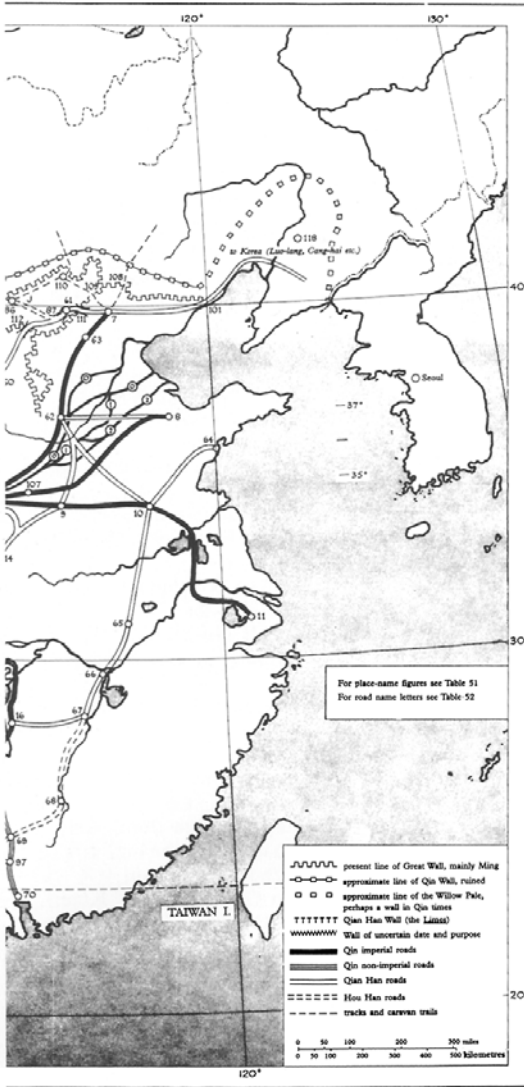 120°
130°
118
to Korea (Luo-lang, Cang-hai etc.)
40
110
108
86
87
41
111
112
7
101
63
Seoul
37°
62
8
64
35°
107
9
10
14
11
65
30
66
For place-name figures see Table 51
For road name letters see Table 52
16
67
68
69
97
70
TAIWAN I.
present line of Great Wall, mainly Ming
approximate line of Qin Wall, ruined
approximate line of the Willow Pale,
perhaps a wall in Qin times
Qian Han Wall (the Limes)
Wall of uncertain date and purpose
Qin imperial roads
Qin non-imperial roads
Qian Han roads
Hou Han roads
tracks and caravan trails
0 50 100 200 300 miles
0 50 100 200 300 400 500 kilometres
20
120°